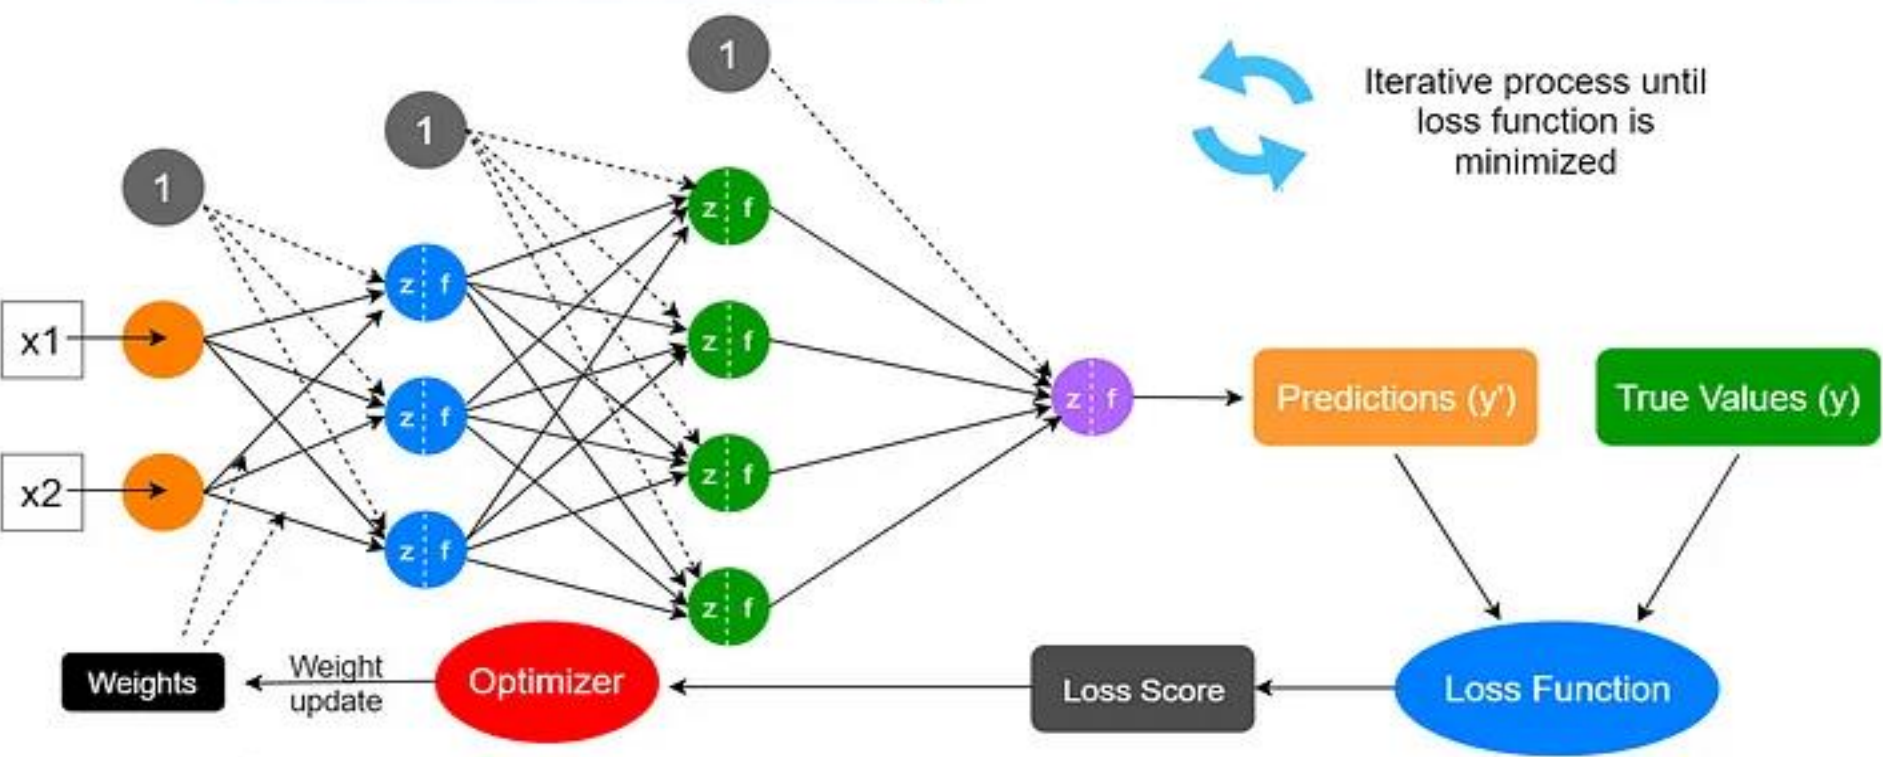 1
Iterative process until
loss function is
minimized
1
1
z f
z f
x1
z f
z f
Predictions (y')
True Values (y)
z f
z f
x2
z f
z f
z f
Weights
Weight
update
Optimizer
Loss Score
Loss Function